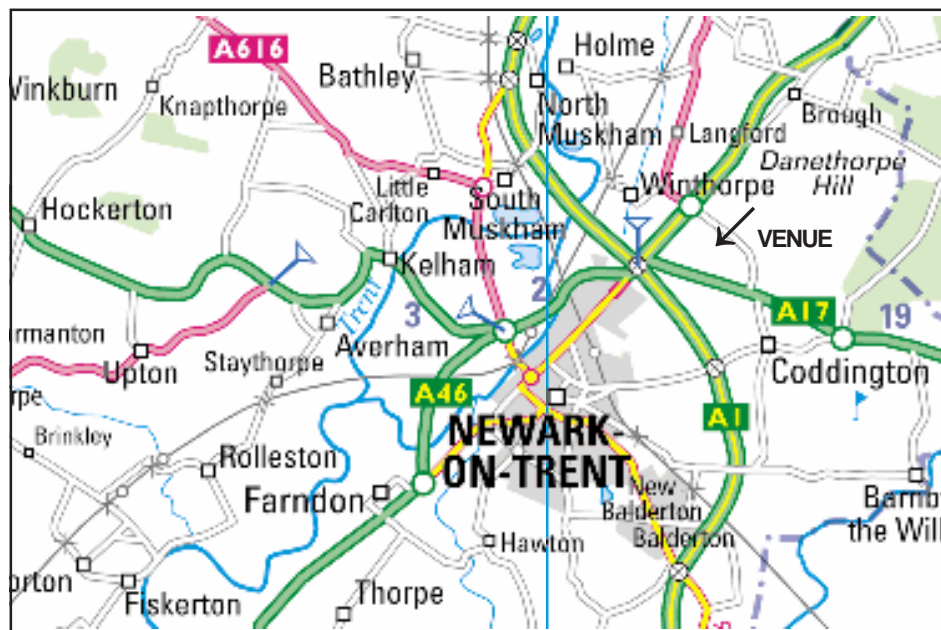 A616
Holme
Bathley
Vinkburn
Knapthorpe
North
Muskham
Langford
Brough
Danethorpe
Hill
Little
Carlton
South
Muskham
Winthorpe
Hockerton
Kelham
VENUE
Trent
3
2
A17
19
rmanton
Upton
Averham
Staythorpe
Coddington
rpe
A46
A1
NEWARK-
ON-TRENT
Brinkley
Rolleston
Farndon
New
Balderton
Balderton
Barnb
the Will
Hawton
orton
Fiskerton
Thorpe